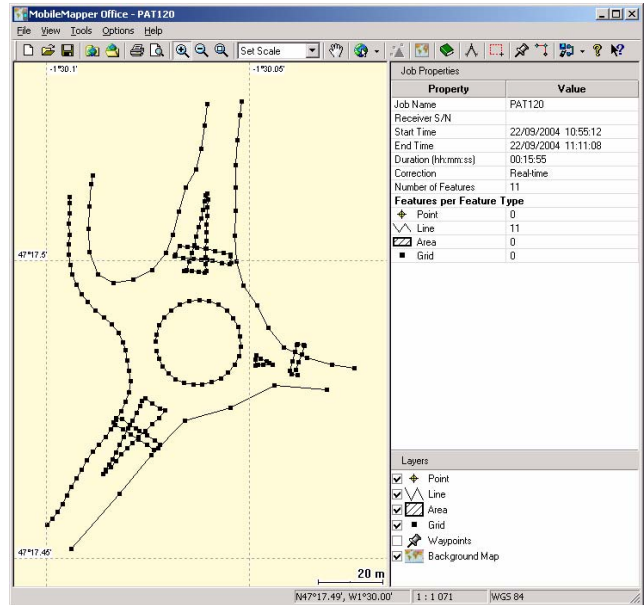 MobileMapper Office - PAT120
File View Tools Options Help
Set Scale
-1°30.1'
-1°30.05'
47°17.5'
47°17.45'
20 m
Job Properties
Property Value
Job Name PAT120
Receiver S/N
Start Time 22/09/2004 10:55:12
End Time 22/09/2004 11:11:08
Duration (hh:mm:ss) 00:15:55
Correction Real-time
Number of Features 11
Features per Feature Type
Point 0
Line 11
Area 0
Grid 0
Layers
Point
Line
Area
Grid
Waypoints
Background Map
N47°17.49', W1°30.00' 1 : 1 071 WGS 84